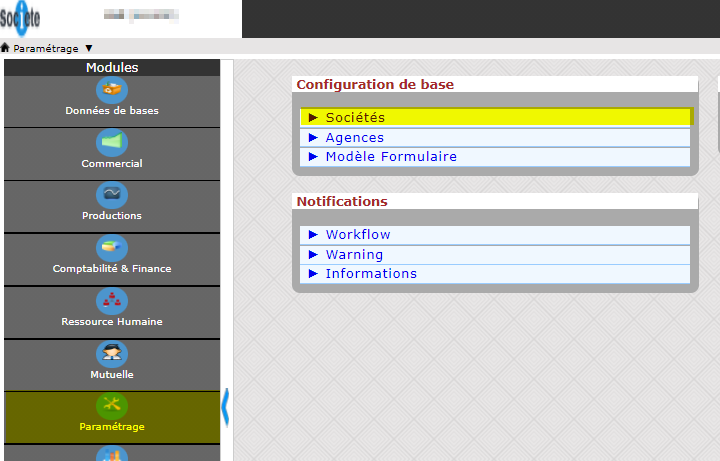 Societe
Paramétrage ▼
Modules
Données de bases
Commercial
Productions
Comptabilité & Finance
Ressource Humaine
Mutuelle
Paramétrage
Configuration de base
► Sociétés
► Agences
► Modèle Formulaire
Notifications
► Workflow
► Warning
► Informations